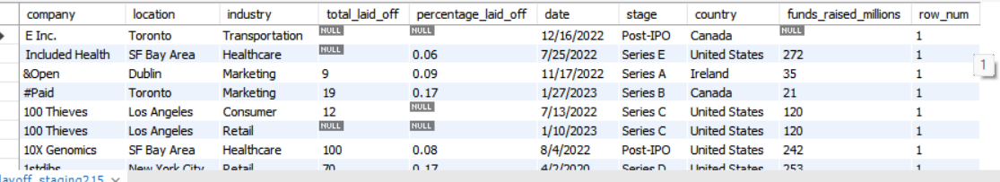 company location industry total_laid_off percentage_laid_off date stage country funds_raised_millions row_num
E Inc. Toronto Transportation NULL NULL 12/16/2022 Post-IPO Canada NULL 1
Included Health SF Bay Area Healthcare NULL 0.06 7/25/2022 Series E United States 272 1
1
&Open Dublin Marketing 9 0.09 11/17/2022 Series A Ireland 35 1
#Paid Toronto Marketing 19 0.17 1/27/2023 Series B Canada 21 1
100 Thieves Los Angeles Consumer 12 NULL 7/13/2022 Series C United States 120 1
100 Thieves Los Angeles Retail NULL NULL 1/10/2023 Series C United States 120 1
10X Genomics SF Bay Area Healthcare 100 0.08 8/4/2022 Post-IPO United States 242 1
1stdibs New York City Retail 70 0.17 4/2/2020 Series D United States 253 1
layoff_staging215